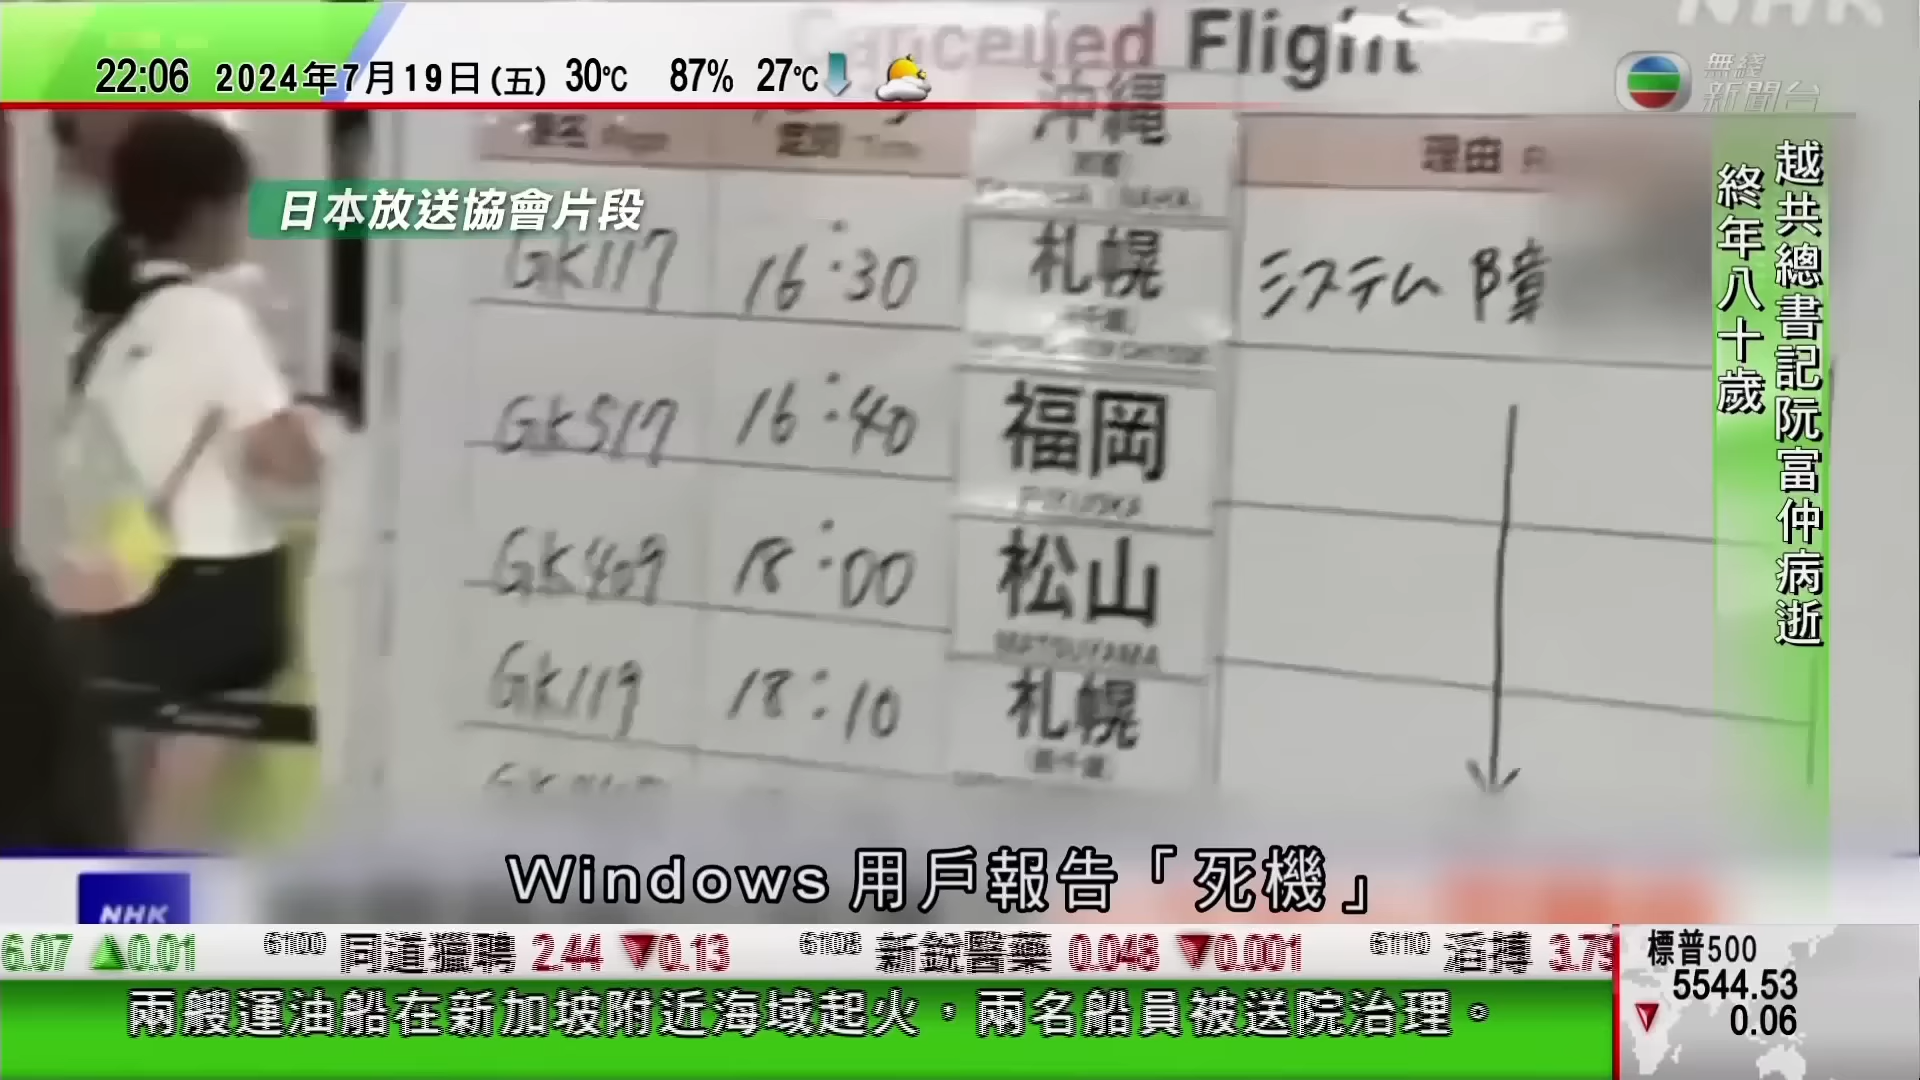 Cancelled Flight
NHK
22:06 2024年7月19日(五) 30℃ 87% 27℃
無綫
新聞台
沖縄
理由
日本放送協會片段
GK117 16:30 札幌 システム障
GK517 16:40 福岡
GK409 18:00 松山
MATSUYAMA
GK119 18:10 札幌
越共總書記阮富仲病逝
終年八十歲
Windows 用戶報告「死機」
NHK
6.07 ▲0.01 6100 同道獵聘 2.44 ▼0.13 6108 新銳醫藥 0.048 ▼0.001 6110 滔搏 3.79
標普500
5544.53
▼ 0.06
兩艘運油船在新加坡附近海域起火，兩名船員被送院治理。